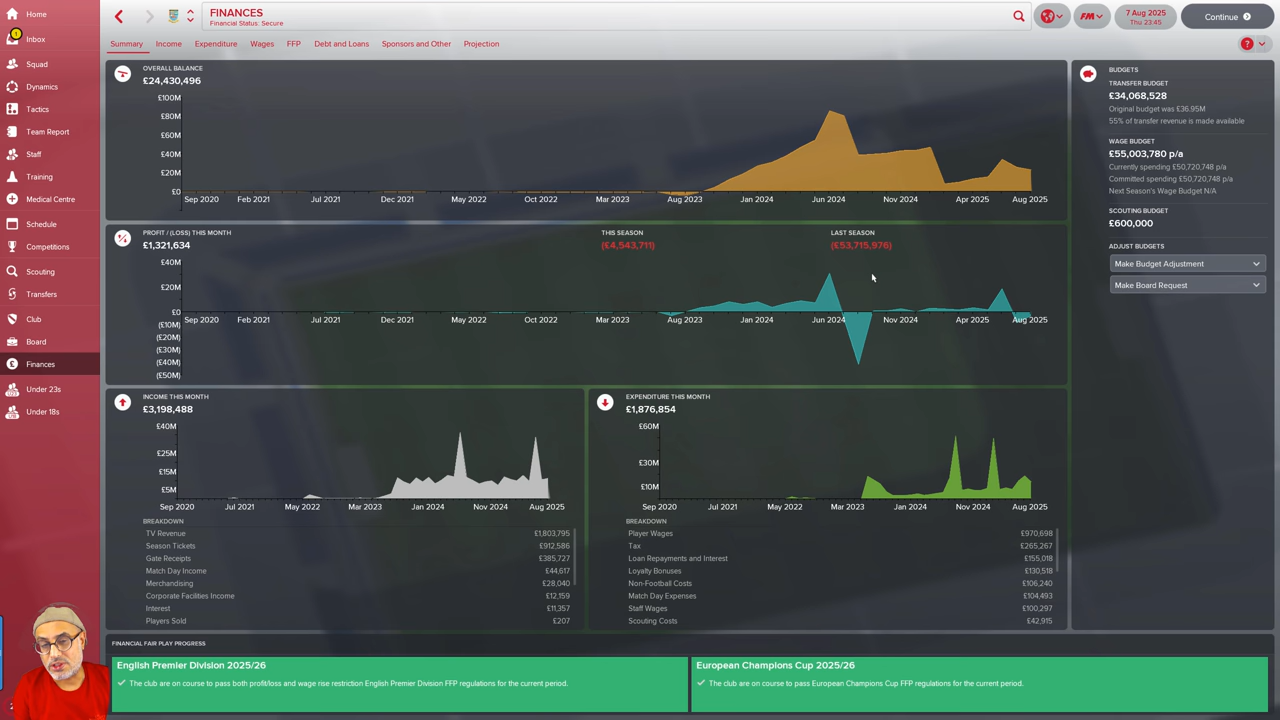 Home
Inbox
1
Squad
Dynamics
Tactics
Team Report
Staff
Training
Medical Centre
Schedule
Competitions
Scouting
Transfers
Club
Board
Finances
Under 23s
Under 18s
FINANCES
Financial Status: Secure
FM
7 Aug 2025
Thu 23:45
Continue
Summary Income Expenditure Wages FFP Debt and Loans Sponsors and Other Projection
?
OVERALL BALANCE
£24,430,496
£100M
£80M
£60M
£40M
£20M
£0
Sep 2020 Feb 2021 Jul 2021 Dec 2021 May 2022 Oct 2022 Mar 2023 Aug 2023 Jan 2024 Jun 2024 Nov 2024 Apr 2025 Aug 2025
PROFIT / (LOSS) THIS MONTH
£1,321,634
THIS SEASON
(£4,543,711)
LAST SEASON
(£53,715,976)
£40M
£20M
£0
(£10M)
(£20M)
(£30M)
(£40M)
(£50M)
Sep 2020 Feb 2021 Jul 2021 Dec 2021 May 2022 Oct 2022 Mar 2023 Aug 2023 Jan 2024 Jun 2024 Nov 2024 Apr 2025 Aug 2025
INCOME THIS MONTH
£3,198,488
£40M
£25M
£15M
£5M
Sep 2020 Jul 2021 May 2022 Mar 2023 Jan 2024 Nov 2024 Aug 2025
BREAKDOWN
TV Revenue £1,803,795
Season Tickets £912,586
Gate Receipts £385,727
Match Day Income £44,617
Merchandising £28,040
Corporate Facilities Income £12,159
Interest £11,357
Players Sold £207
EXPENDITURE THIS MONTH
£1,876,854
£60M
£30M
£10M
Sep 2020 Jul 2021 May 2022 Mar 2023 Jan 2024 Nov 2024 Aug 2025
BREAKDOWN
Player Wages £970,698
Tax £265,267
Loan Repayments and Interest £155,018
Loyalty Bonuses £130,518
Non-Football Costs £106,240
Match Day Expenses £104,493
Staff Wages £100,297
Scouting Costs £42,915
BUDGETS
TRANSFER BUDGET
£34,068,528
Original budget was £36.95M
55% of transfer revenue is made available
WAGE BUDGET
£55,003,780 p/a
Currently spending £50,720,748 p/a
Committed spending £50,720,748 p/a
Next Season's Wage Budget N/A
SCOUTING BUDGET
£600,000
ADJUST BUDGETS
Make Budget Adjustment
Make Board Request
FINANCIAL FAIR PLAY PROGRESS
English Premier Division 2025/26
The club are on course to pass both profit/loss and wage rise restriction English Premier Division FFP regulations for the current period.
European Champions Cup 2025/26
The club are on course to pass European Champions Cup FFP regulations for the current period.